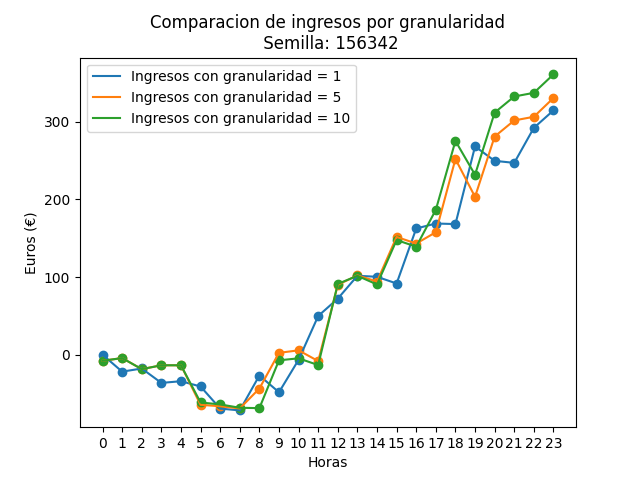 Comparacion de ingresos por granularidad
Semilla: 156342
Ingresos con granularidad = 1
Ingresos con granularidad = 5
Ingresos con granularidad = 10
Euros (€)
300
200
100
0
0 1 2 3 4 5 6 7 8 9 10 11 12 13 14 15 16 17 18 19 20 21 22 23
Horas